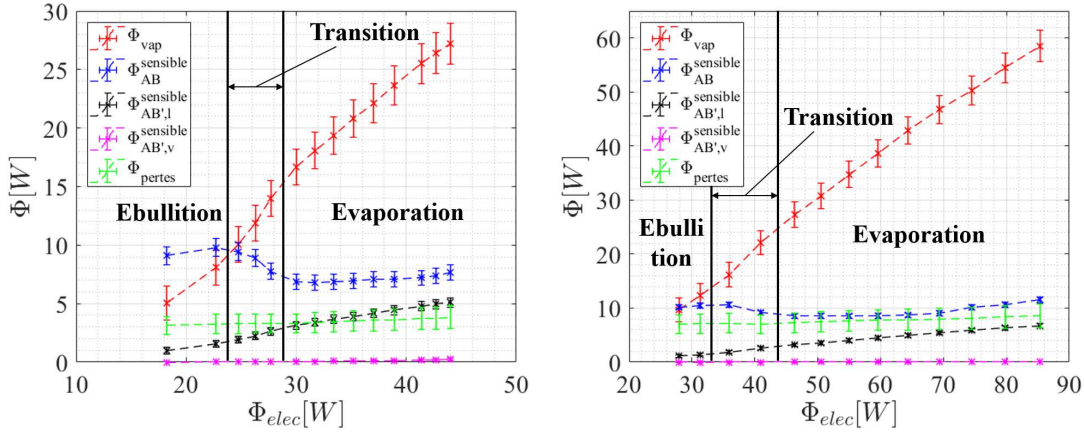 30
25
20
15
10
5
0
Φ[W]
Φvap
Φsensible AB
Φsensible AB',l
Φsensible AB',v
Φpertes
Transition
Ebullition
Evaporation
10 20 30 40 50
Φelec[W]
60
50
40
30
20
10
0
Φ[W]
Φvap
Φsensible AB
Φsensible AB',l
Φsensible AB',v
Φpertes
Transition
Ebulli
tion
Evaporation
20 30 40 50 60 70 80 90
Φelec[W]